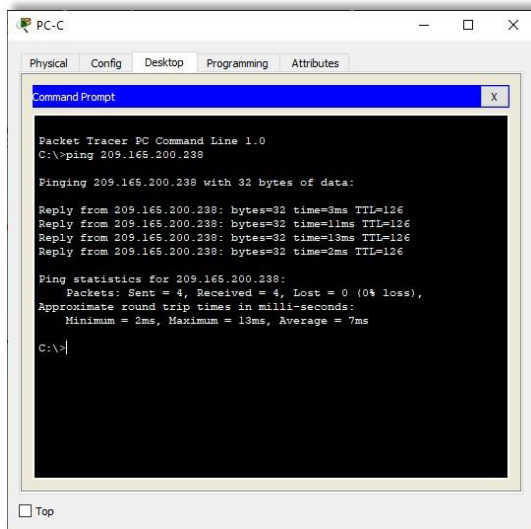 PC-C
Physical Config Desktop Programming Attributes
Command Prompt X
Packet Tracer PC Command Line 1.0
C:\>ping 209.165.200.238
Pinging 209.165.200.238 with 32 bytes of data:
Reply from 209.165.200.238: bytes=32 time=3ms TTL=126
Reply from 209.165.200.238: bytes=32 time=11ms TTL=126
Reply from 209.165.200.238: bytes=32 time=13ms TTL=126
Reply from 209.165.200.238: bytes=32 time=2ms TTL=126
Ping statistics for 209.165.200.238:
Packets: Sent = 4, Received = 4, Lost = 0 (0% loss),
Approximate round trip times in milli-seconds:
Minimum = 2ms, Maximum = 13ms, Average = 7ms
C:\>
Top